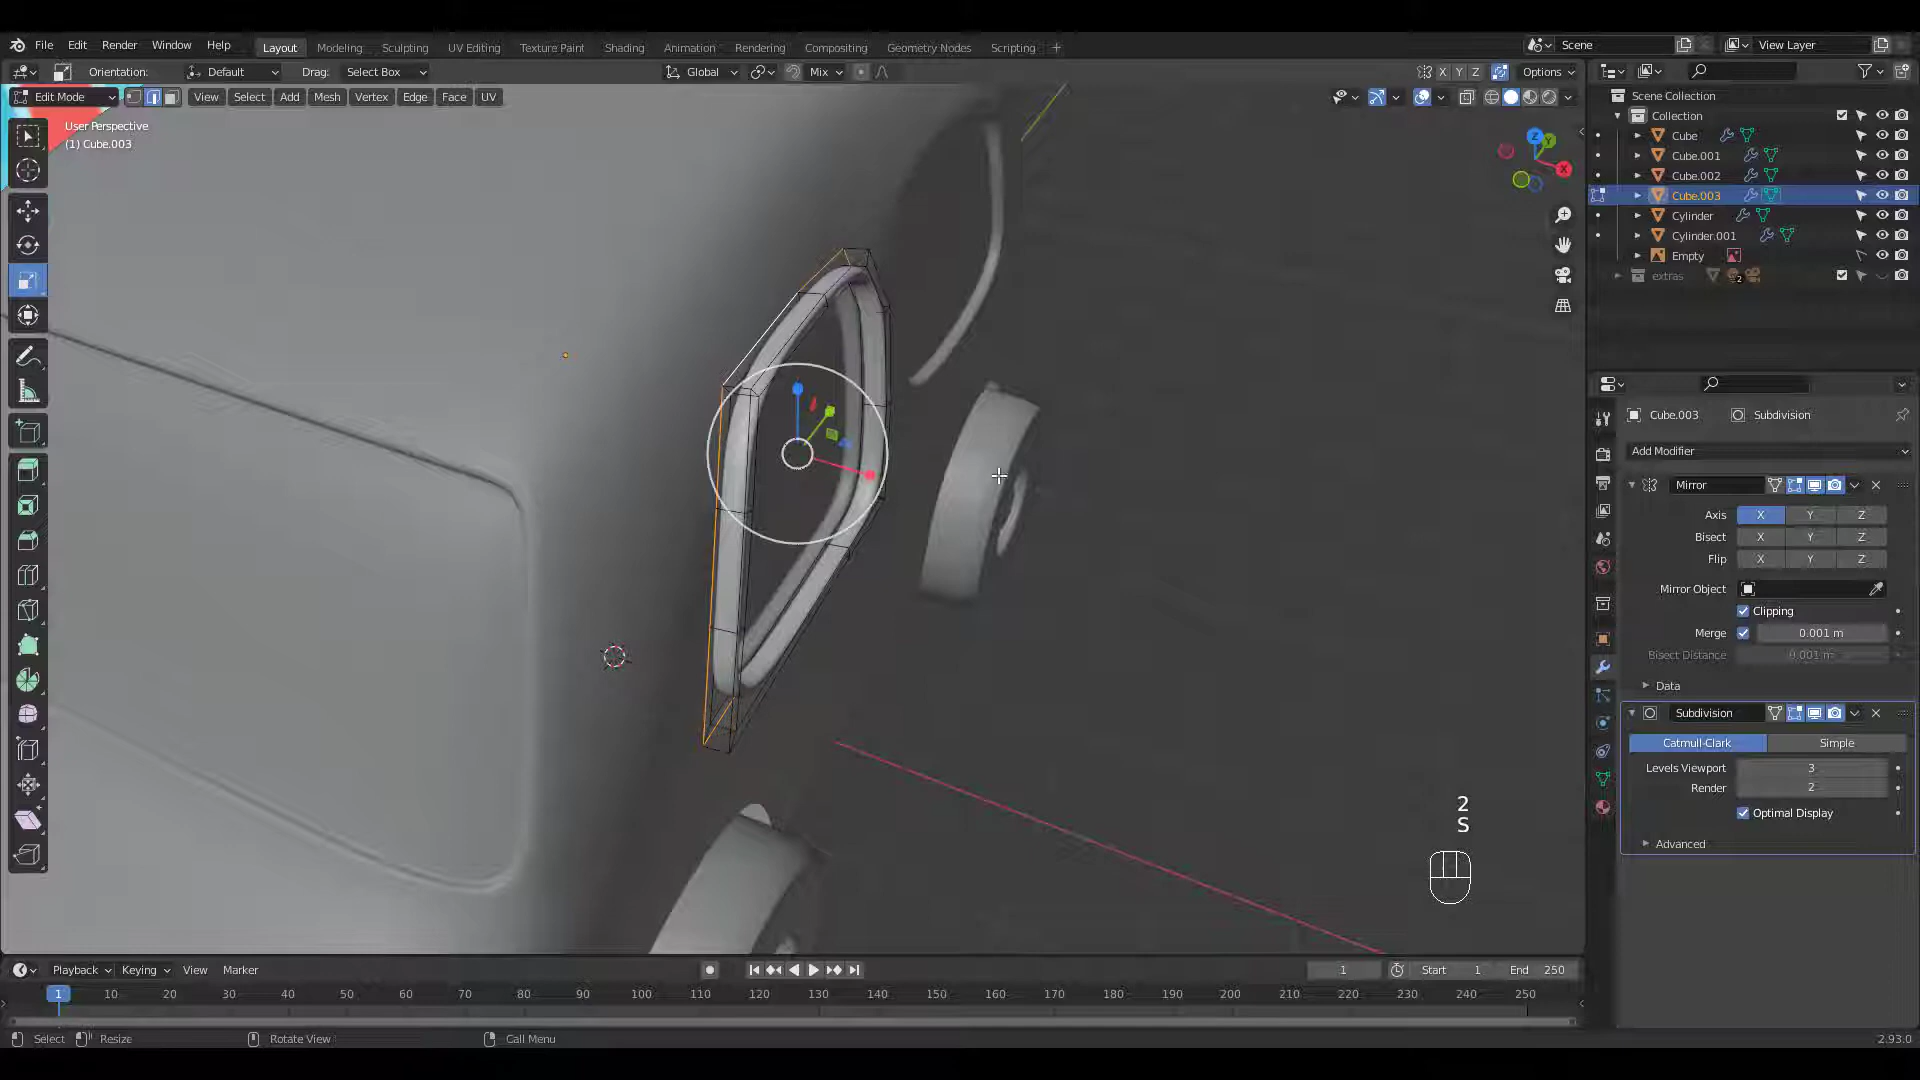 File Edit Render Window Help Layout Modeling Sculpting UV Editing Texture Paint Shading Animation Rendering Compositing Geometry Nodes Scripting + Scene View Layer
Orientation: Default Drag: Select Box Global Mix X Y Z Options
Edit Mode View Select Add Mesh Vertex Edge Face UV
User Perspective
(1) Cube.003
Z
Y
X
Scene Collection
Collection
Cube
Cube.001
Cube.002
Cube.003
Cylinder
Cylinder.001
Empty
extras 2
Cube.003 Subdivision
Add Modifier
Mirror
Axis X Y Z
Bisect X Y Z
Flip X Y Z
Mirror Object
Clipping
Merge 0.001 m
Bisect Distance 0.001 m
Data
Subdivision
Catmull-Clark Simple
Levels Viewport 3
Render 2
Optimal Display
Advanced
2
S
Playback Keying View Marker 1 Start 1 End 250
1 10 20 30 40 50 60 70 80 90 100 110 120 130 140 150 160 170 180 190 200 210 220 230 240 250
Select Resize Rotate View Call Menu 2.93.0